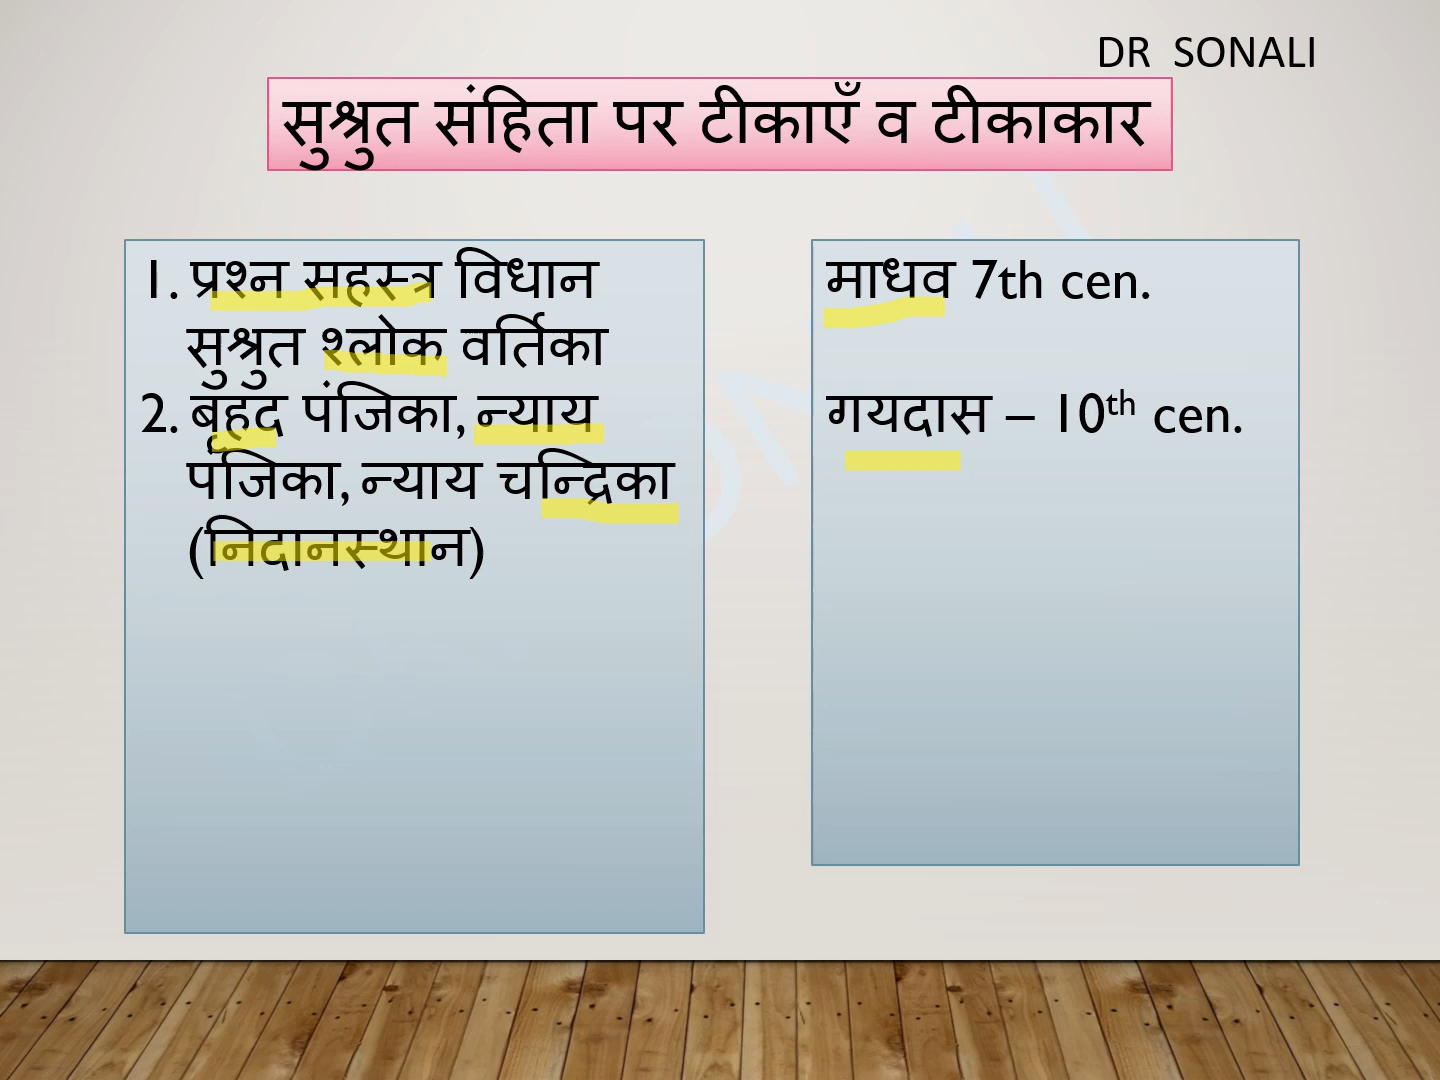 DR SONALI
सुश्रुत संहिता पर टीकाएँ व टीकाकार
1. प्रश्न सहस्त्र विधान
सुश्रुत श्लोक वर्तिका
2. बृहद पंजिका, न्याय
पंजिका, न्याय चन्द्रिका
(निदानस्थान)
माधव 7th cen.
गयदास – 10th cen.